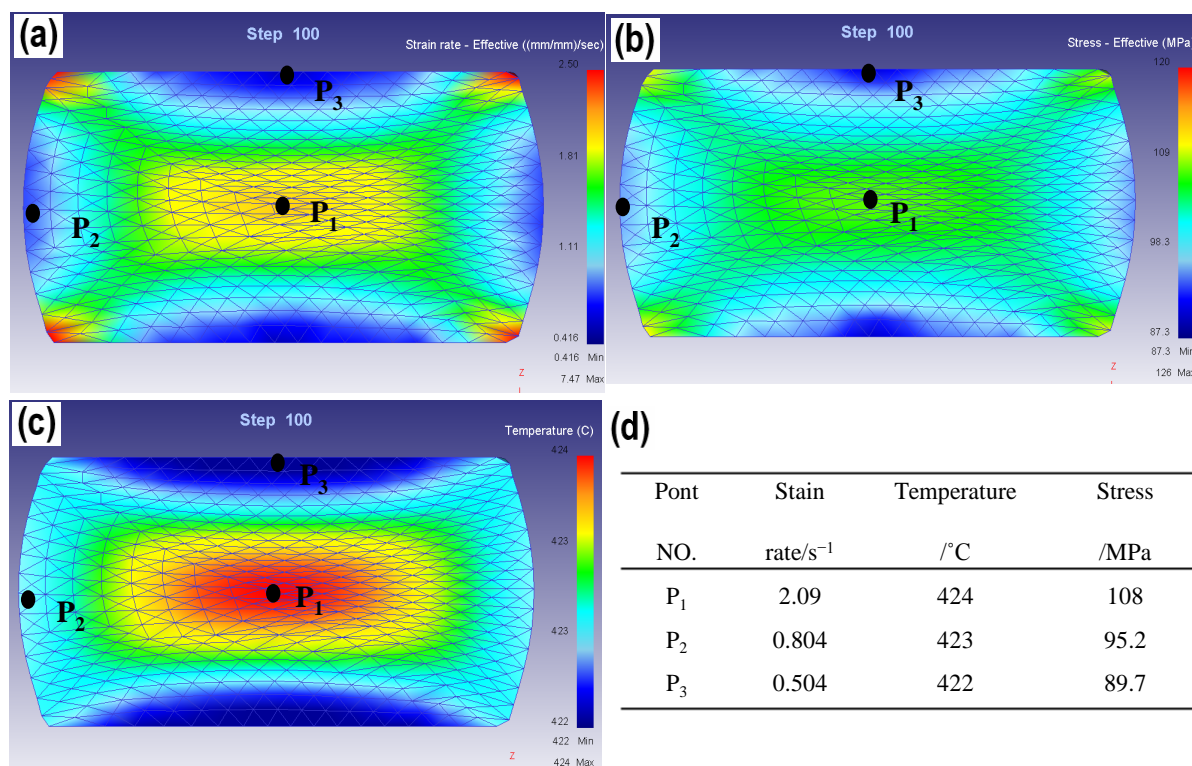 (a)
Step 100
Strain rate - Effective ((mm/mm)/sec)
2.50
1.81
1.11
0.416
0.416 Min
7.47 Max
P3
P1
P2
Z
(b)
Step 100
Stress - Effective (MPa)
120
109
98.3
87.3
87.3 Min
126 Max
P3
P1
P2
Z
(c)
Step 100
Temperature (C)
424
423
423
422
422 Min
424 Max
P3
P1
P2
Z
(d)
Pont Stain Temperature Stress
NO. rate/s−1 /°C /MPa
P1 2.09 424 108
P2 0.804 423 95.2
P3 0.504 422 89.7